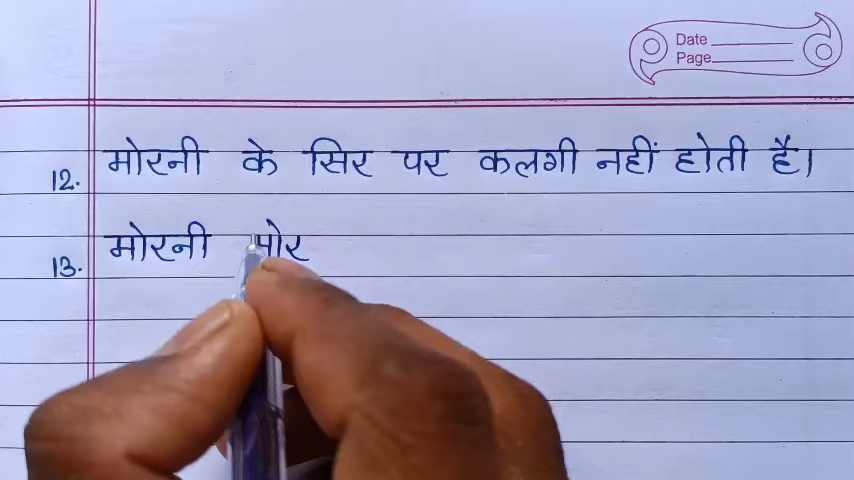 Date
Page
12. मोरनी के सिर पर कलगी नहीं होती है।
13. मोरनी मोर